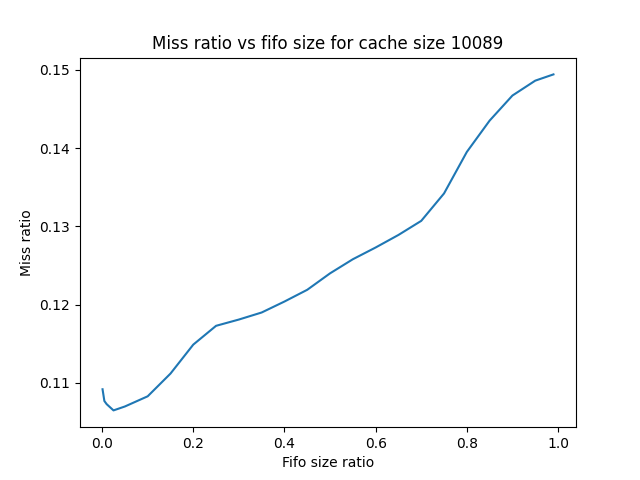 Miss ratio vs fifo size for cache size 10089
0.15
0.14
0.13
0.12
0.11
Miss ratio
0.0 0.2 0.4 0.6 0.8 1.0
Fifo size ratio